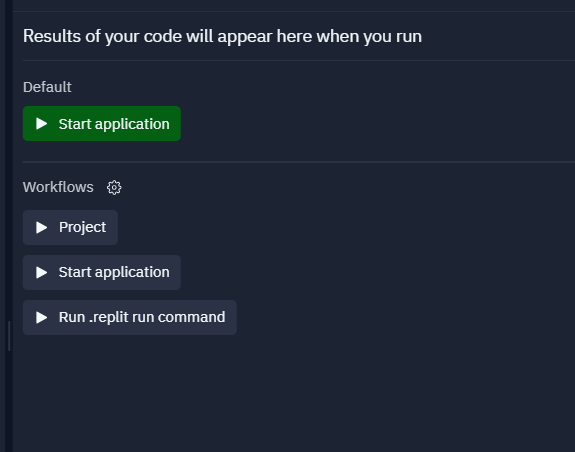 Results of your code will appear here when you run
Default
Start application
Workflows
Project
Start application
Run .replit run command